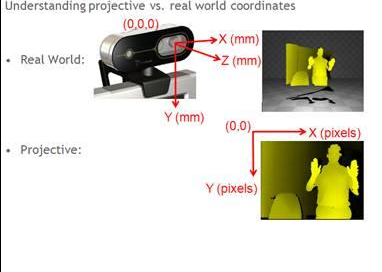 Understanding projective vs. real world coordinates
(0,0,0)
X (mm)
• Real World:
Z (mm)
Y (mm)
(0,0)
X (pixels)
• Projective:
Y (pixels)